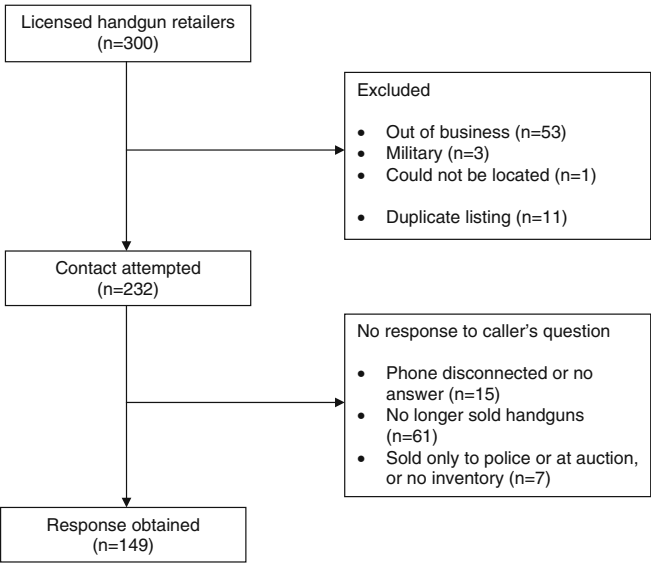 Licensed handgun retailers
(n=300)
Excluded
• Out of business (n=53)
• Military (n=3)
• Could not be located (n=1)
• Duplicate listing (n=11)
Contact attempted
(n=232)
No response to caller's question
• Phone disconnected or no
answer (n=15)
• No longer sold handguns
(n=61)
• Sold only to police or at auction,
or no inventory (n=7)
Response obtained
(n=149)